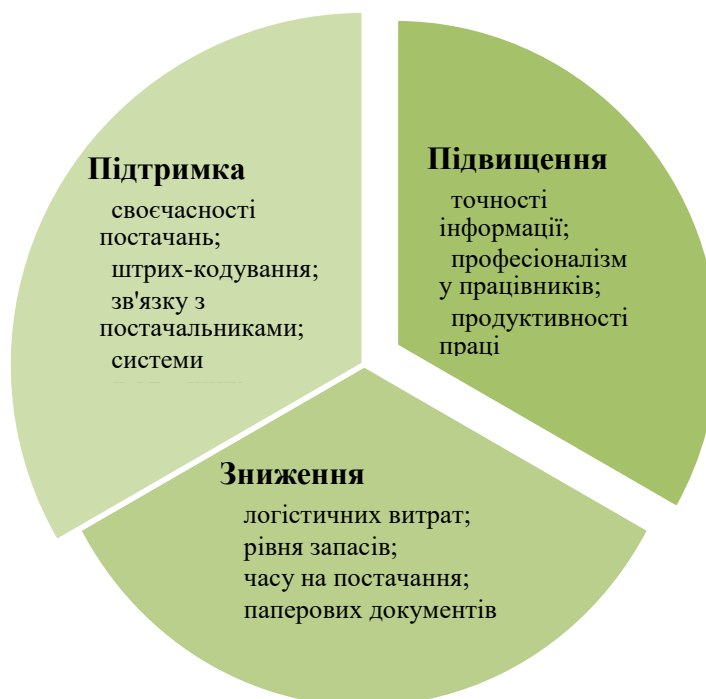 Підтримка
своєчасності
постачань;
штрих-кодування;
зв'язку з
постачальниками;
системи
Підвищення
точності
інформації;
професіоналізм
у працівників;
продуктивності
праці
Зниження
логістичних витрат;
рівня запасів;
часу на постачання;
паперових документів